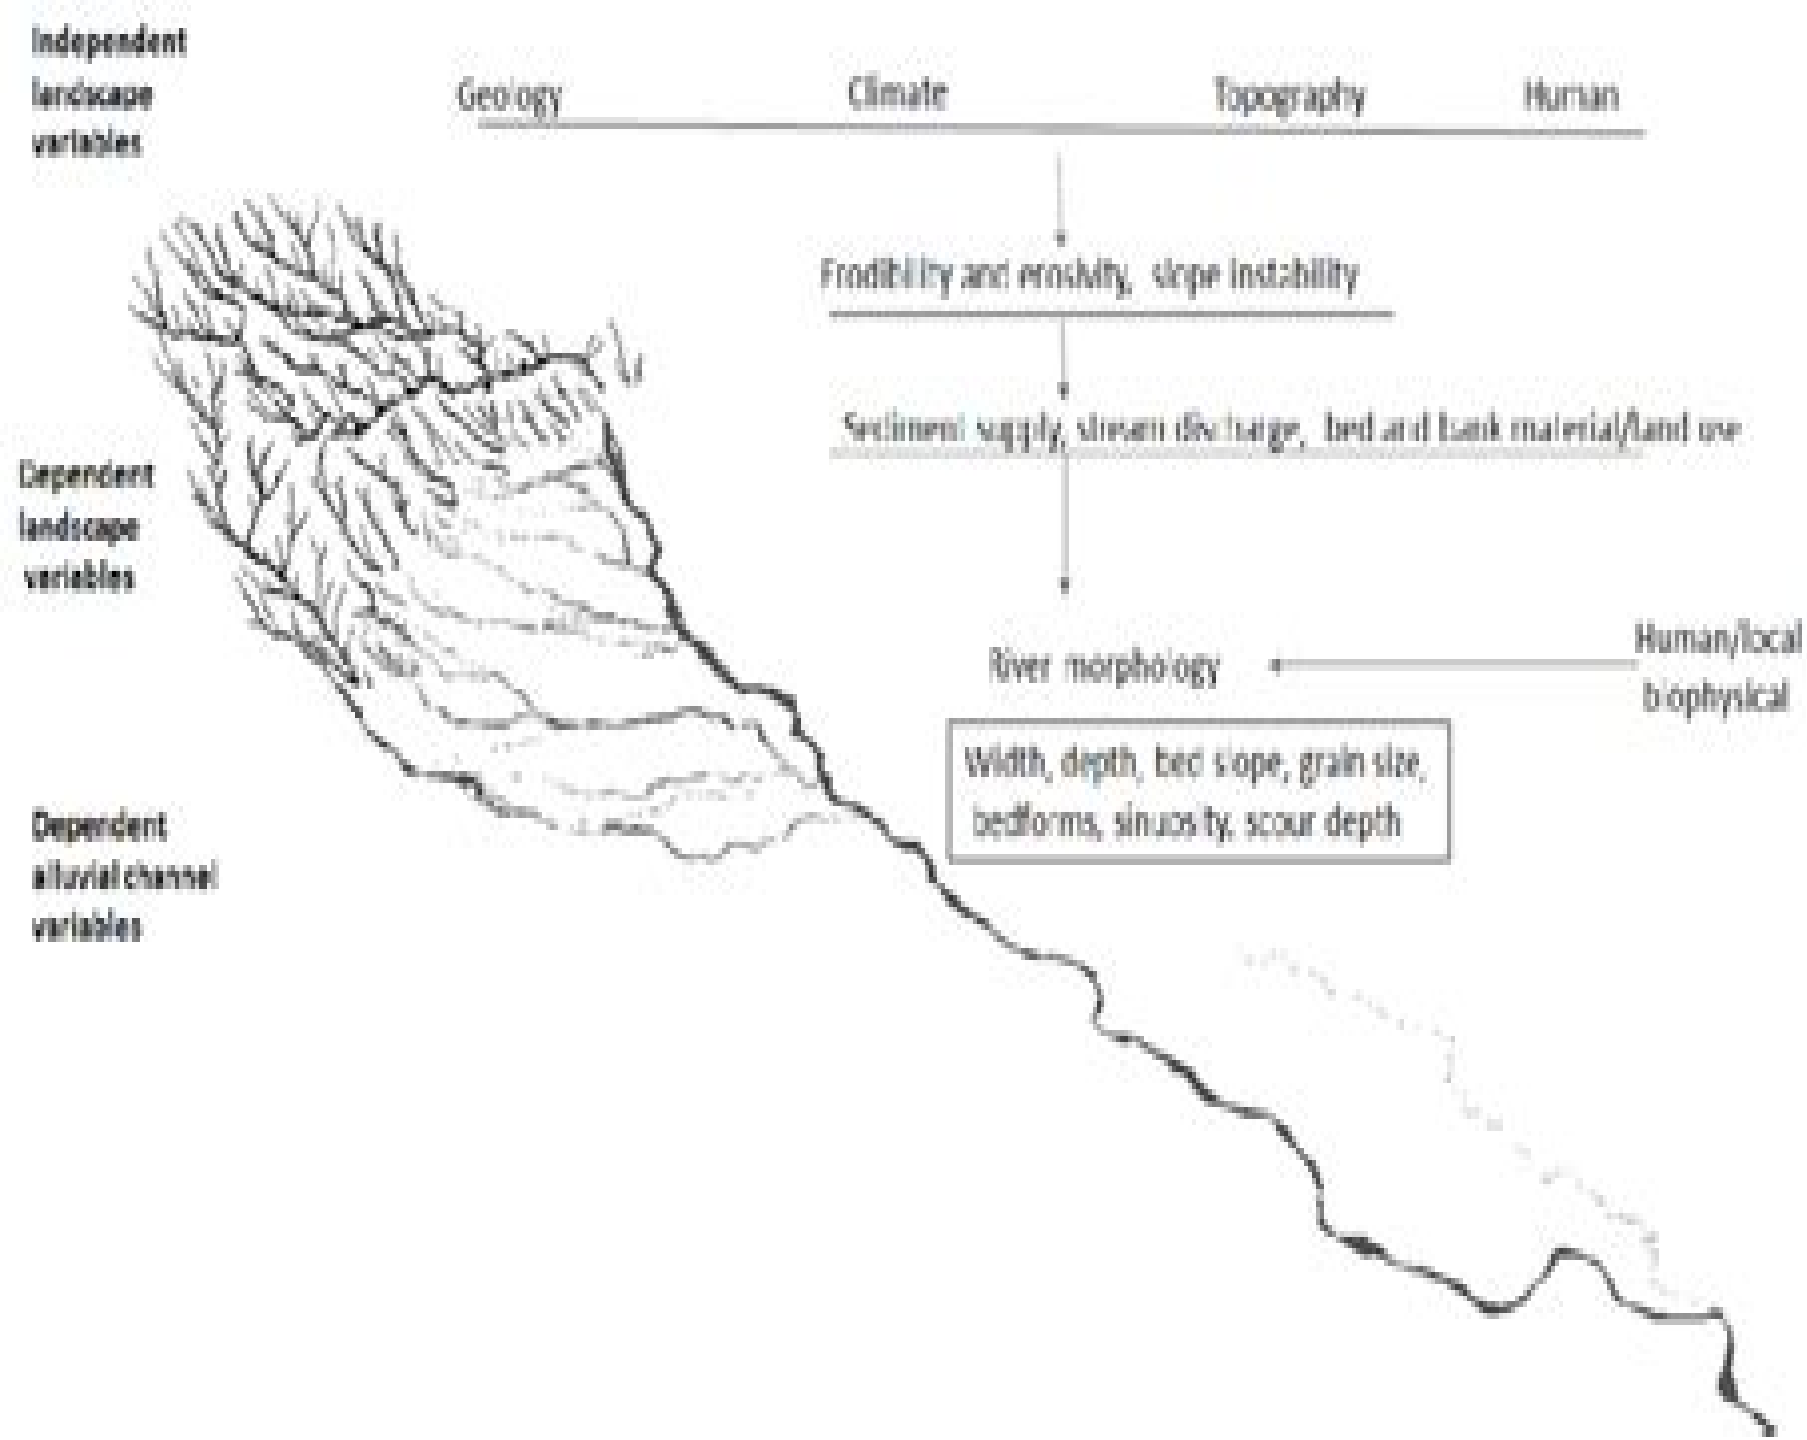 Independent
landscape
variables
Geology Climate Topography Human
Erodibility and erosivity, slope instability
Sediment supply, stream discharge, bed and bank material/land use
Dependent
landscape
variables
River morphology
Human/local
biophysical
Width, depth, bed slope, grain size,
bedforms, sinuosity, scour depth
Dependent
alluvial channel
variables